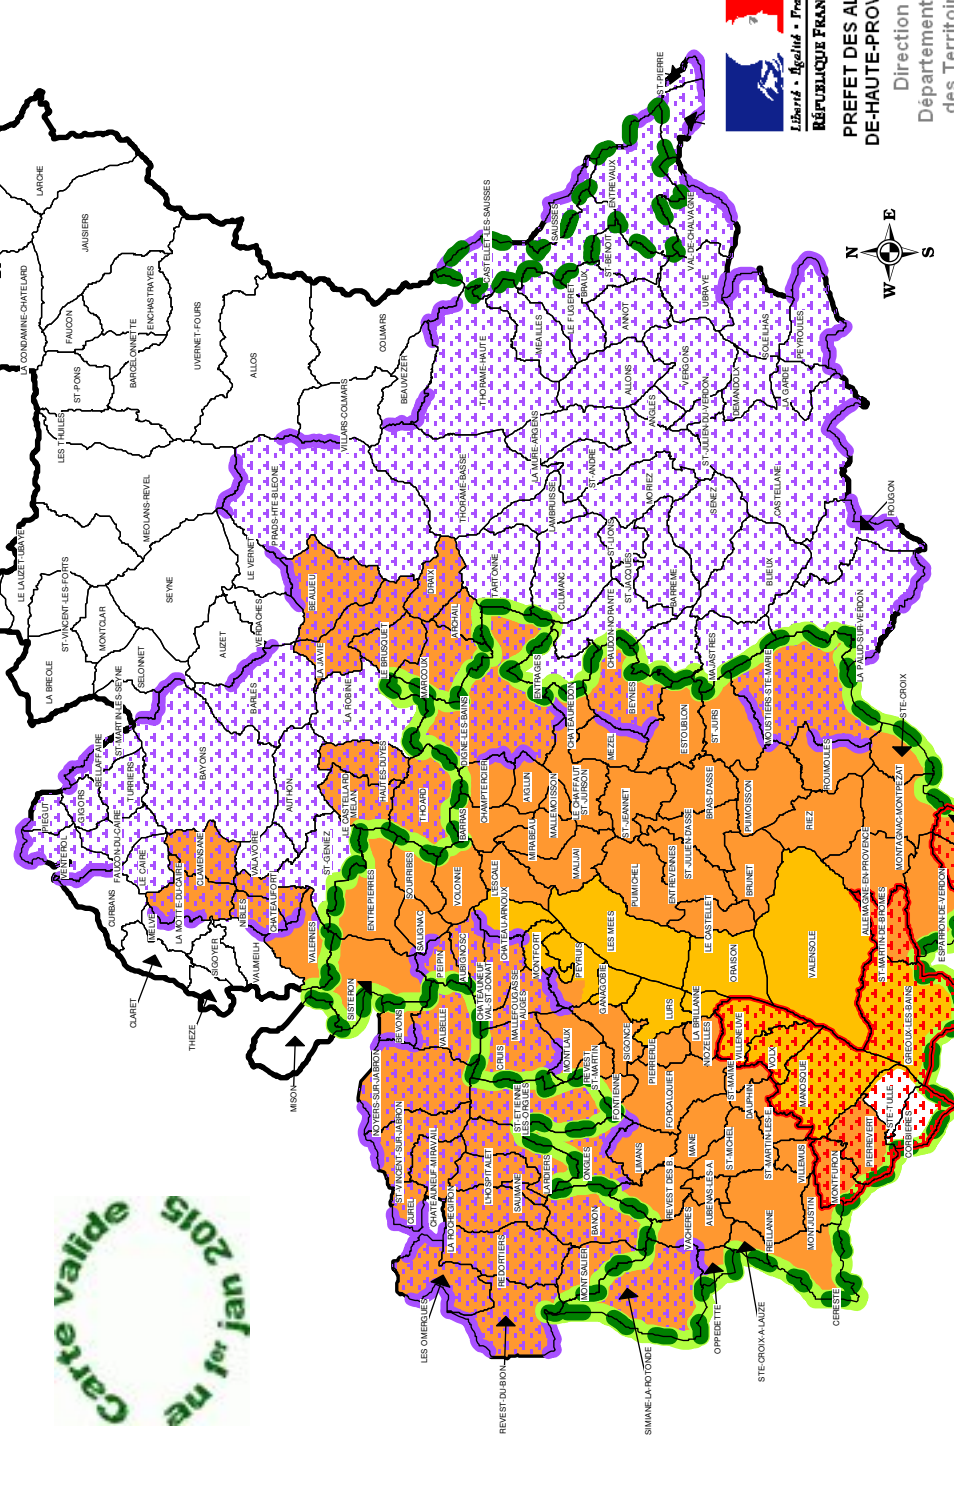 Liberté • Égalité • Fra
RÉPUBLIQUE FRAN
PREFET DES AL
DE-HAUTE-PROV
Direction
Département
des Territoir
N
W
E
S
Carte valide
au 1er juin 2015
LARCHE
JAUSIERS
LA CONDAMINE-CHATELARD
FAUCON
ENCHASTRAYES
BARCELONNETTE
ST-PONS
UVERNET-FOURS
ALLOS
COLMARS
BEAUVEZER
VILLARS-COLMARS
LES THUILES
MEOLANS-REVEL
LE LAUZET-UBAYE
ST-VINCENT-LES-FORTS
MONTCLAR
SEYNE
LE VERNET
PRADS-HTE-BLEONE
VERDACHES
AUZET
SELONNET
LA BREOLE
ST-MARTIN-LES-SEYNE
BELLAFFAIRE
TURRIERS
GIGORS
PIEGUT
VENTEROL
FAUCON-DU-CAIRE
LE CAIRE
BAYONS
BARLES
AUTHON
CLAMENSANE
LA MOTTE-DU-CAIRE
VALAVOIRE
NIBLES
CHATEAUFORT
ST-GENIEZ
CURBANS
MELVE
SIGOYER
VAUMEILH
VALERNES
CLARET
THEZE
MISON
SISTERON
ENTREPIERRES
SOURRIBES
SALIGNAC
VOLONNE
THOARD
HAUTES-DUYES
LE CASTELLARD
MELAN
LA ROBINE
LA JAVIE
BEAUJEU
LE BRUSQUET
DRAIX
ARCHAIL
MARCOUX
DIGNE-LES-BAINS
BARRAS
CHAMPTERCIER
AIGLUN
MALLEMOISSON
LE CHAFFAUT
ST-JURSON
MIRABEAU
MALIJAI
L'ESCALE
CHATEAU ARNOUX
MONTFORT
PEYRUIS
LES MEES
PEIPIN
AUBIGNOSC
CHATEAUNEUF
VAL-ST-DONAT
MALLEFOUGASSE
AUGES
BEVONS
VALBELLE
NOYERS-SUR-JABRON
ST-VINCENT-SUR-JABRON
CHATEAUNEUF-MIRAVAIL
CUREL
LES OMERGUES
LA ROCHEGIRON
L'HOSPITALET
SAUMANE
LARDIERS
REDORTIERS
REVEST-DU-BION
CRUIS
MONTLAUX
REVEST
ST-MARTIN
ST-ETIENNE
LES-ORGUES
FONTIENNE
ONGLES
BANON
MONTSALIER
SIMIANE-LA-ROTONDE
OPPEDETTE
VACHERES
STE-CROIX-A-LAUZE
CERESTE
REVEST DES B.
AUBENAS-LES-A.
LIMANS
MANE
ST-MICHEL
FORCALQUIER
PIERRERUE
SIGONCE
GANAGOBIE
LURS
LA BRILLANNE
NIOZELLES
ST-MAIME
DAUPHIN
VILLENEUVE
VOLX
MANOSQUE
ST-MARTIN-LES-E.
VILLEMUS
MONTFURON
MONTJUSTIN
REILLANNE
PIERREVERT
STE-TULLE
CORBIERES
GREOUX-LES-BAINS
ST-MARTIN-DE-BROMES
ESPARRON-DE-VERDON
ALLEMAGNE-EN-PROVENCE
MONTAGNAC-MONTPEZAT
VALENSOLE
ORAISON
LE CASTELLET
BRUNET
ENTREVENNES
PUIMICHEL
ST-JULIEN-D'ASSE
ST-JEANNET
BRAS-D'ASSE
PUIMOISSON
RIEZ
ROUMOULES
STE-CROIX
MOUSTIERS-STE-MARIE
ST-JURS
ESTOUBLON
MEZEL
CHATEAUREDON
BEYNES
ENTRAGES
CHAUDON-NORANTE
MAJASTRES
LA PALUD-SUR-VERDON
ROUGON
BLIEUX
BARREME
ST-JACQUES
ST-LIONS
CLUMANC
TARTONNE
LAMBRUISSE
THORAME-BASSE
THORAME-HAUTE
LA MURE-ARGENS
ST-ANDRE
MORIEZ
SENEZ
CASTELLANE
ST-JULIEN-DU-VERDON
ANGLES
ALLONS
VERGONS
DEMANDOLX
LA GARDE
PEYROULES
SOLEILHAS
UBRAYE
ANNOT
LE FUGERET
MEAILLES
BRAUX
ST-BENOIT
SAUSSES
CASTELLET-LES-SAUSSES
ENTREVAUX
VAL-DE-CHALVAGNE
ST-PIERRE